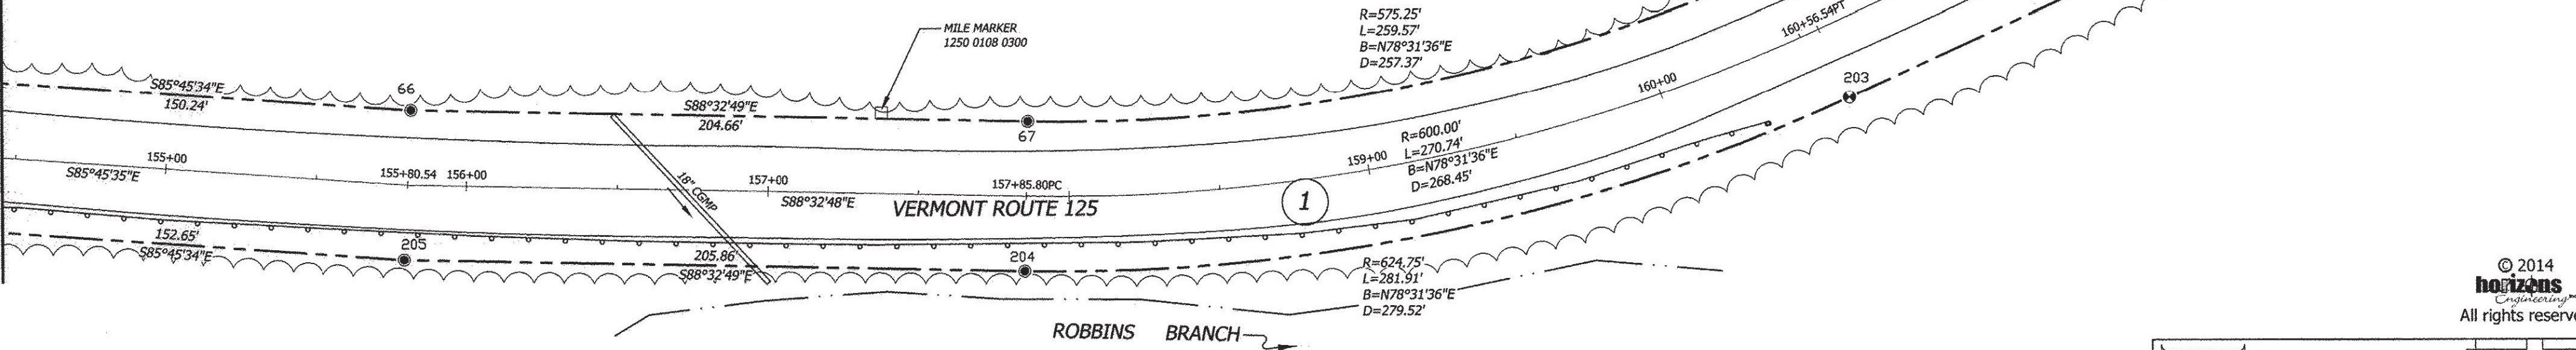 MILE MARKER
1250 0108 0300
R=575.25'
L=259.57'
B=N78°31'36"E
D=257.37'
160+56.54PT
S85°45'34"E
150.24'
66
S88°32'49"E
204.66'
67
160+00
203
155+00
S85°45'35"E
155+80.54
156+00
18" CGMP
157+00
S88°32'48"E
157+85.80PC
VERMONT ROUTE 125
1
159+00
R=600.00'
L=270.74'
B=N78°31'36"E
D=268.45'
152.65'
S85°45'34"E
205
205.86'
S88°32'49"E
204
R=624.75'
L=281.91'
B=N78°31'36"E
D=279.52'
ROBBINS BRANCH
© 2014
horizons
Engineering
All rights reserve